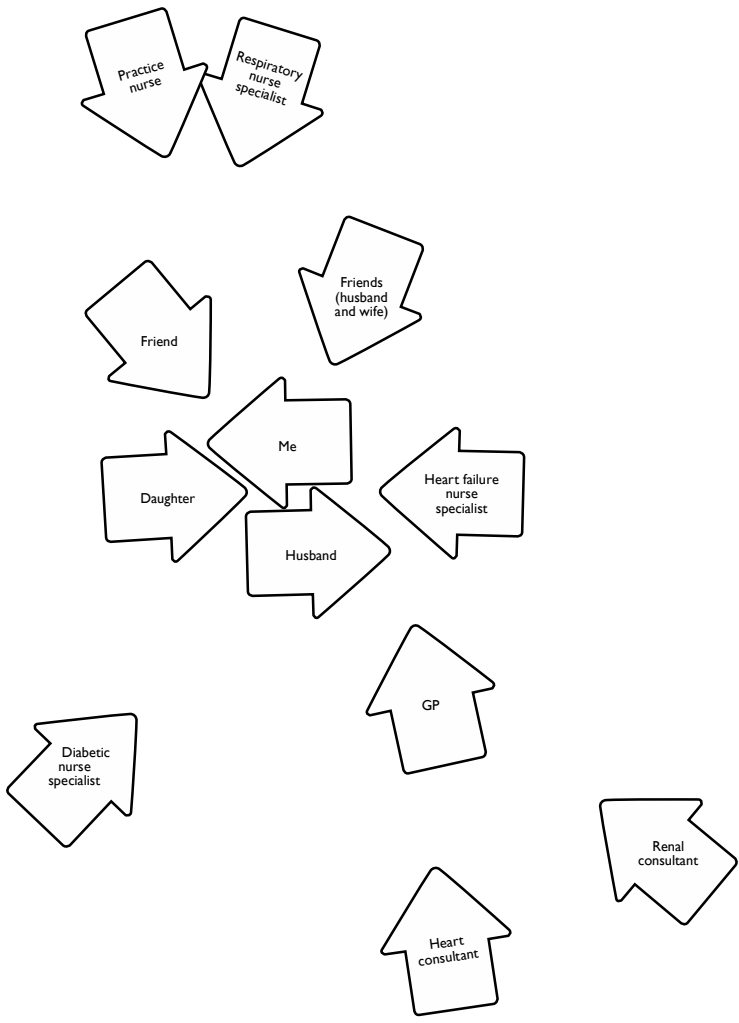 Practice
nurse
Respiratory
nurse
specialist
Friends
(husband
and wife)
Friend
Me
Heart failure
nurse
specialist
Daughter
Husband
GP
Diabetic
nurse
specialist
Renal
consultant
Heart
consultant